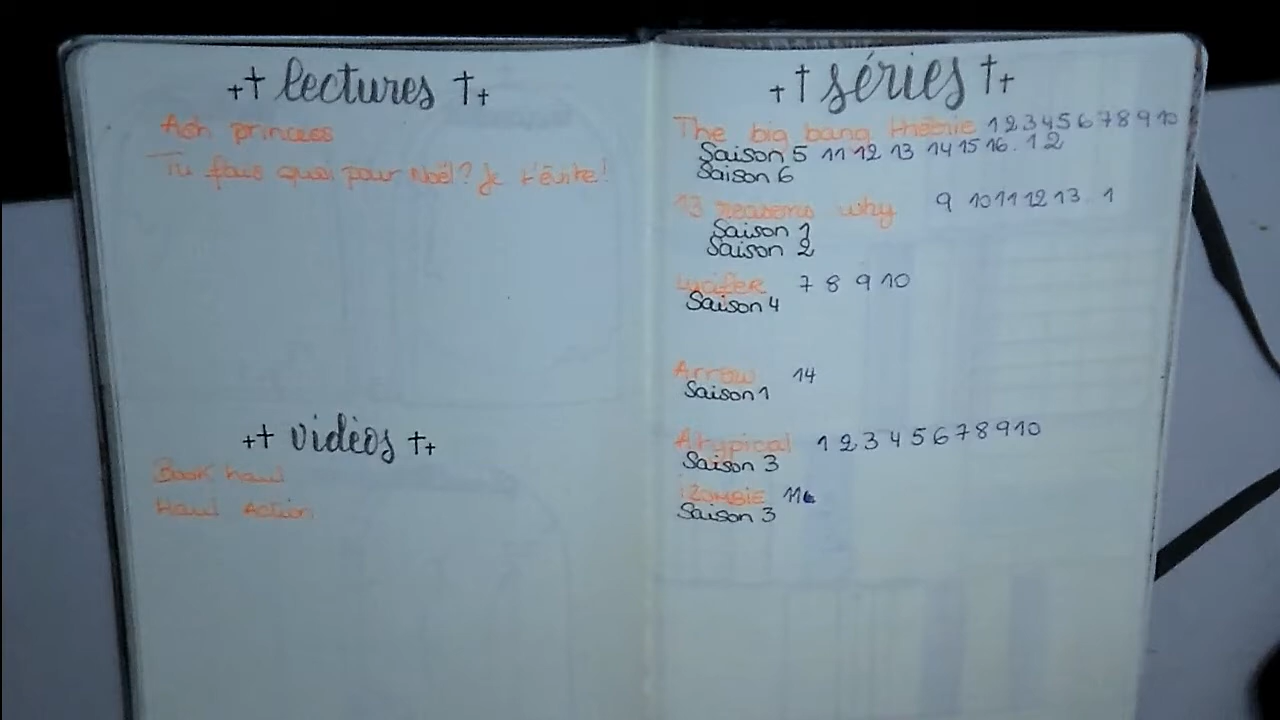 lectures
Ash princess
Tu fais quoi pour Noël? Je t'évite!
vidéos
Book haul
Haul Action
séries
The big bang théorie 1 2 3 4 5 6 7 8 9 10
Saison 5 11 12 13 14 15 16 . 1 2
Saison 6
13 reasons why 9 10 11 12 13 . 1
Saison 1
Saison 2
Lucifer 7 8 9 10
Saison 4
Arrow 14
Saison 1
Atypical 1 2 3 4 5 6 7 8 9 10
Saison 3
iZOMBIE
Saison 3